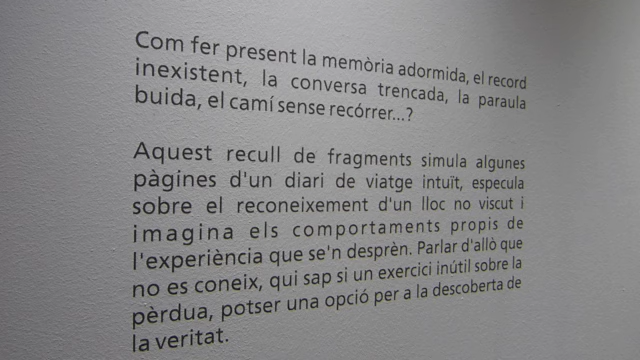 Com fer present la memòria adormida, el record
inexistent, la conversa trencada, la paraula
buida, el camí sense recórrer...?
Aquest recull de fragments simula algunes
pàgines d'un diari de viatge intuït, especula
sobre el reconeixement d'un lloc no viscut i
imagina els comportaments propis de
l'experiència que se'n desprèn. Parlar d'allò que
no es coneix, qui sap si un exercici inútil sobre la
pèrdua, potser una opció per a la descoberta de
la veritat.